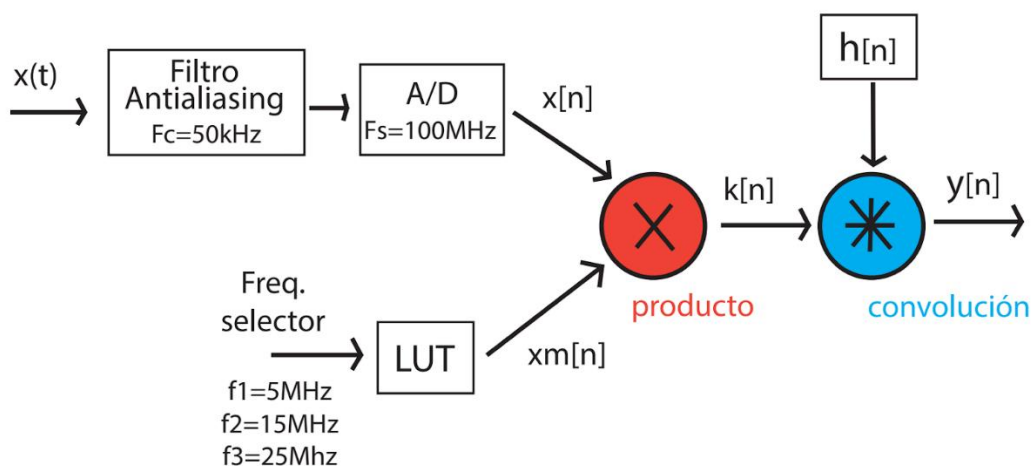 x(t)
Filtro
Antialiasing
Fc=50kHz
A/D
Fs=100MHz
x[n]
h[n]
k[n]
y[n]
producto
convolución
Freq.
selector
f1=5MHz
f2=15MHz
f3=25Mhz
LUT
xm[n]